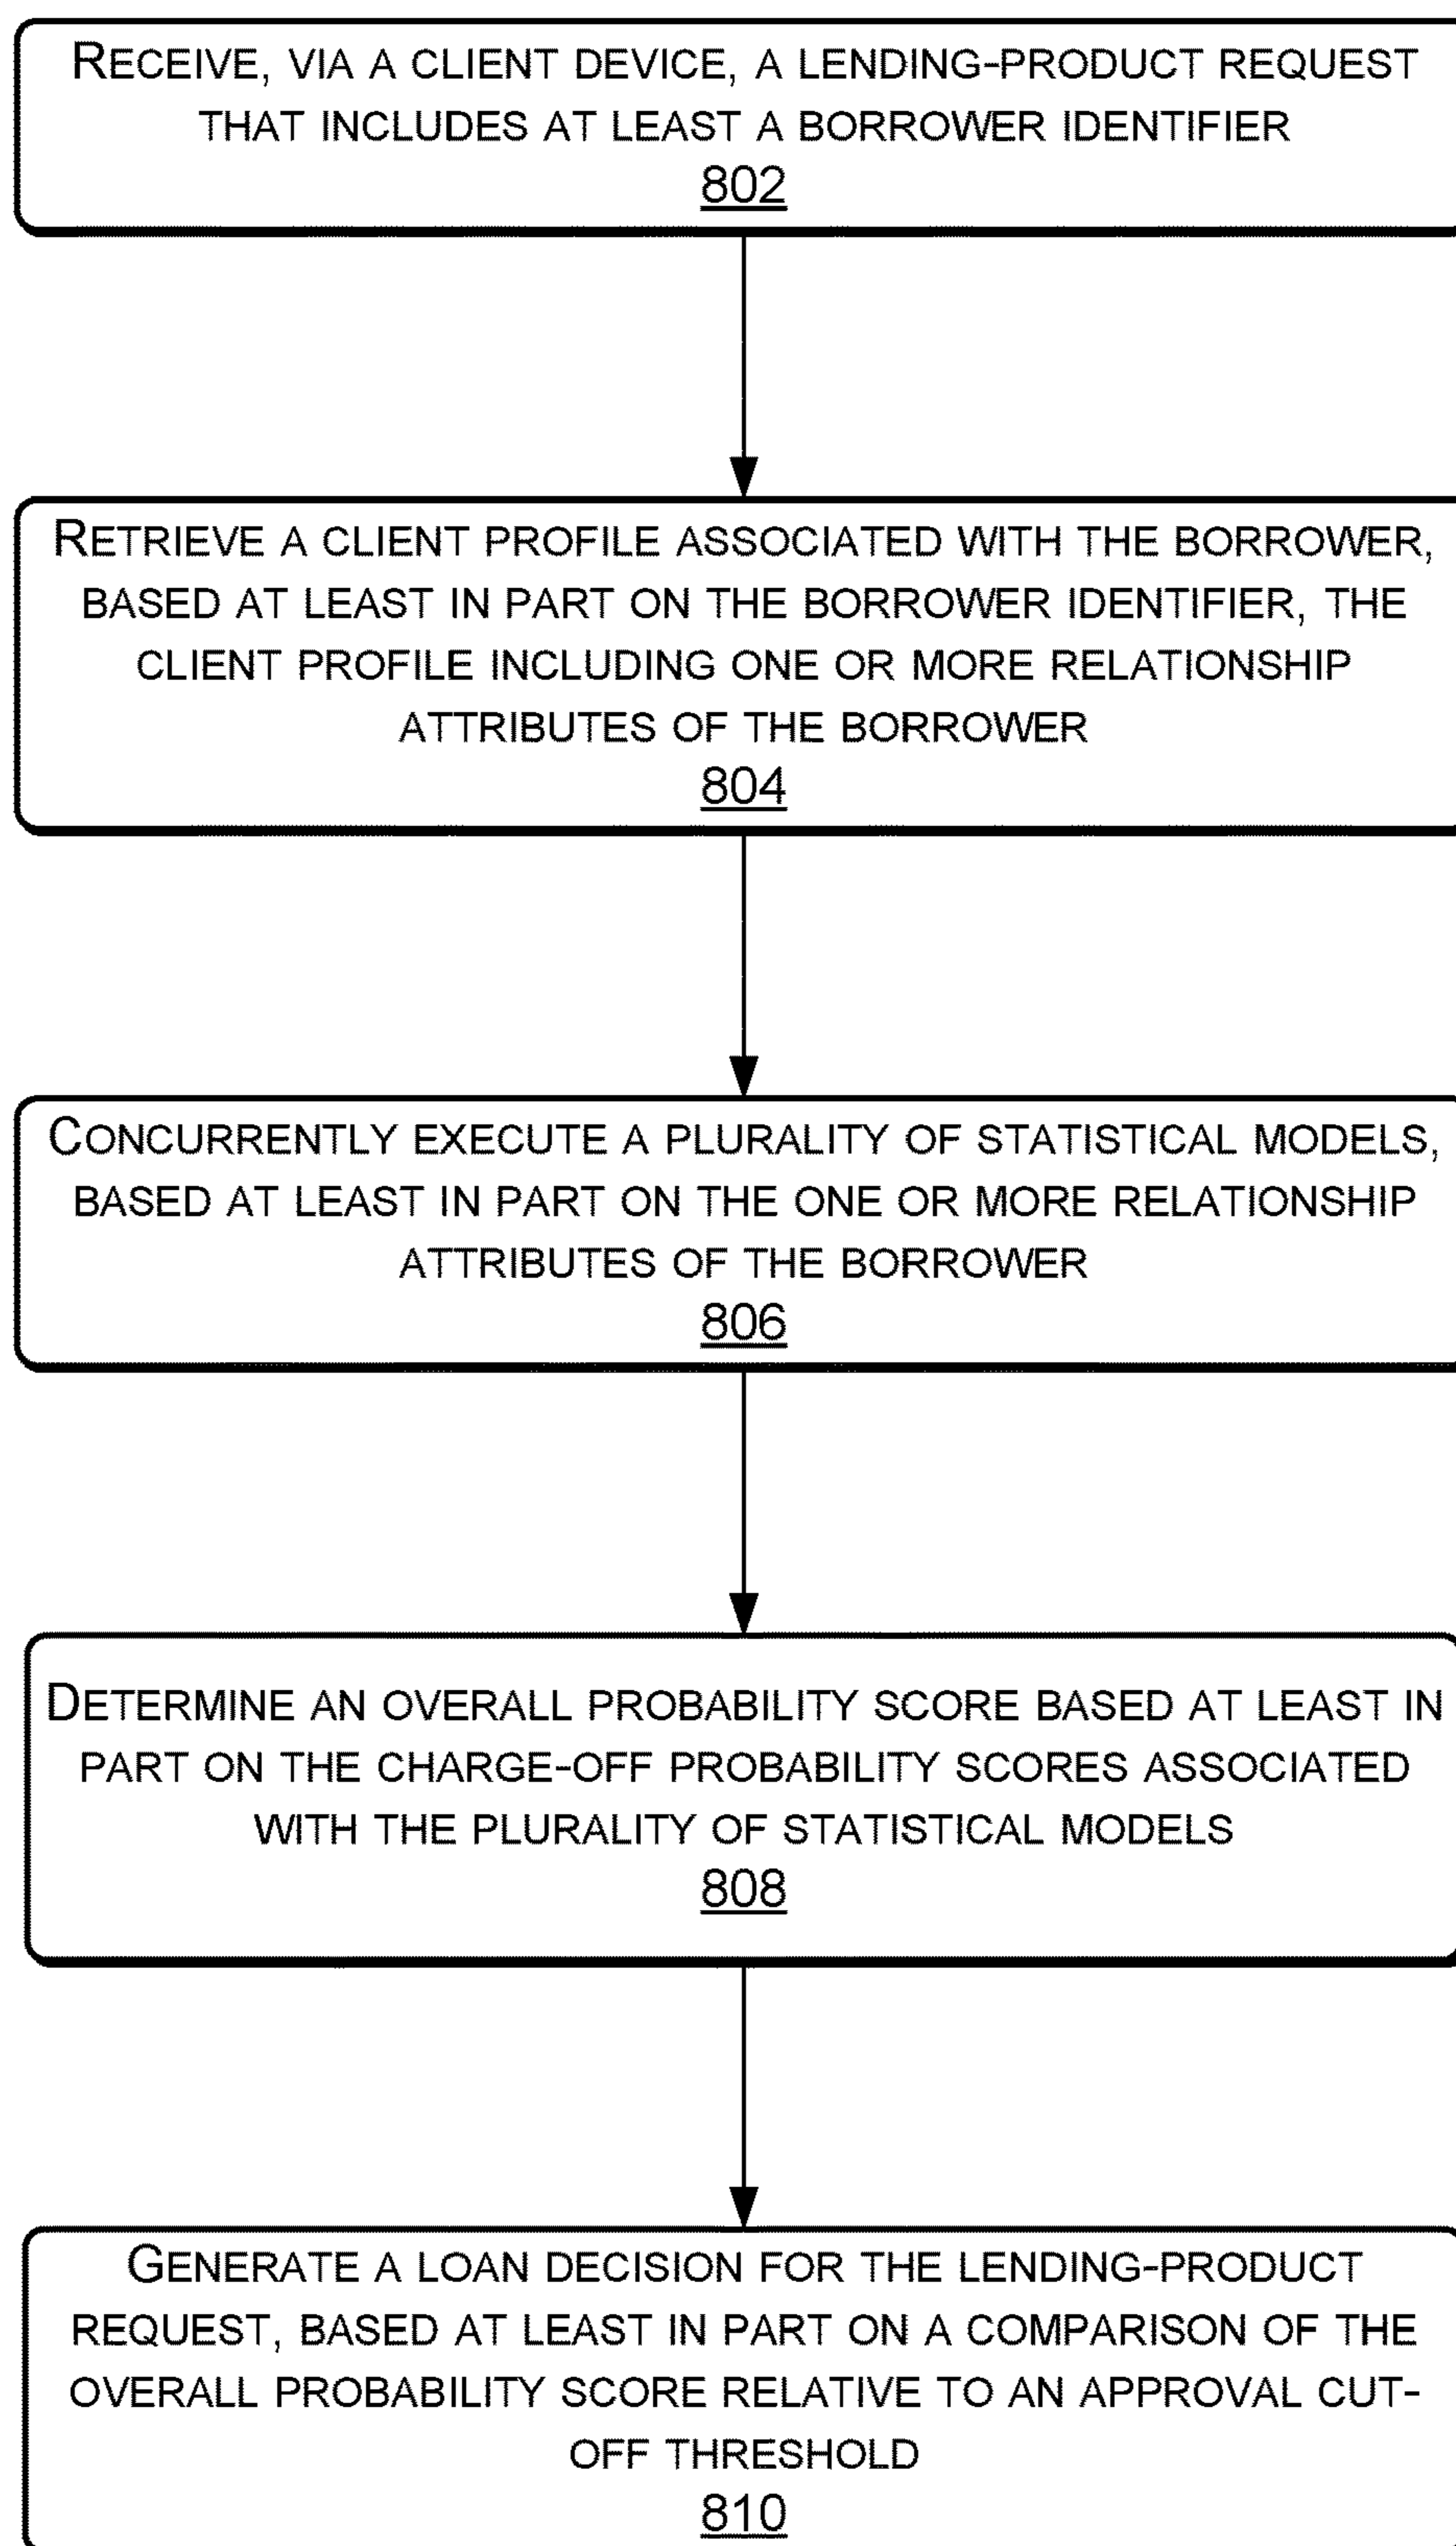 RECEIVE, VIA A CLIENT DEVICE, A LENDING-PRODUCT REQUEST
THAT INCLUDES AT LEAST A BORROWER IDENTIFIER
802
RETRIEVE A CLIENT PROFILE ASSOCIATED WITH THE BORROWER,
BASED AT LEAST IN PART ON THE BORROWER IDENTIFIER, THE
CLIENT PROFILE INCLUDING ONE OR MORE RELATIONSHIP
ATTRIBUTES OF THE BORROWER
804
CONCURRENTLY EXECUTE A PLURALITY OF STATISTICAL MODELS,
BASED AT LEAST IN PART ON THE ONE OR MORE RELATIONSHIP
ATTRIBUTES OF THE BORROWER
806
DETERMINE AN OVERALL PROBABILITY SCORE BASED AT LEAST IN
PART ON THE CHARGE-OFF PROBABILITY SCORES ASSOCIATED
WITH THE PLURALITY OF STATISTICAL MODELS
808
GENERATE A LOAN DECISION FOR THE LENDING-PRODUCT
REQUEST, BASED AT LEAST IN PART ON A COMPARISON OF THE
OVERALL PROBABILITY SCORE RELATIVE TO AN APPROVAL CUT-
OFF THRESHOLD
810